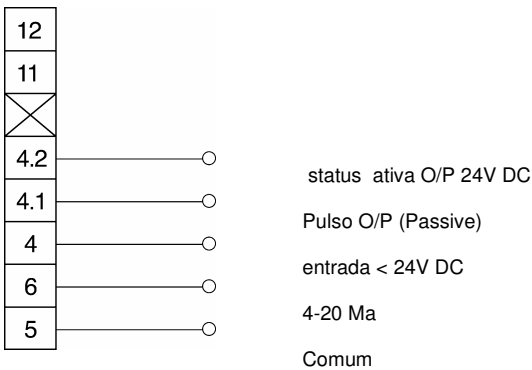 12
11
4.2
status ativa O/P 24V DC
4.1
Pulso O/P (Passive)
4
entrada < 24V DC
6
4-20 Ma
5
Comum